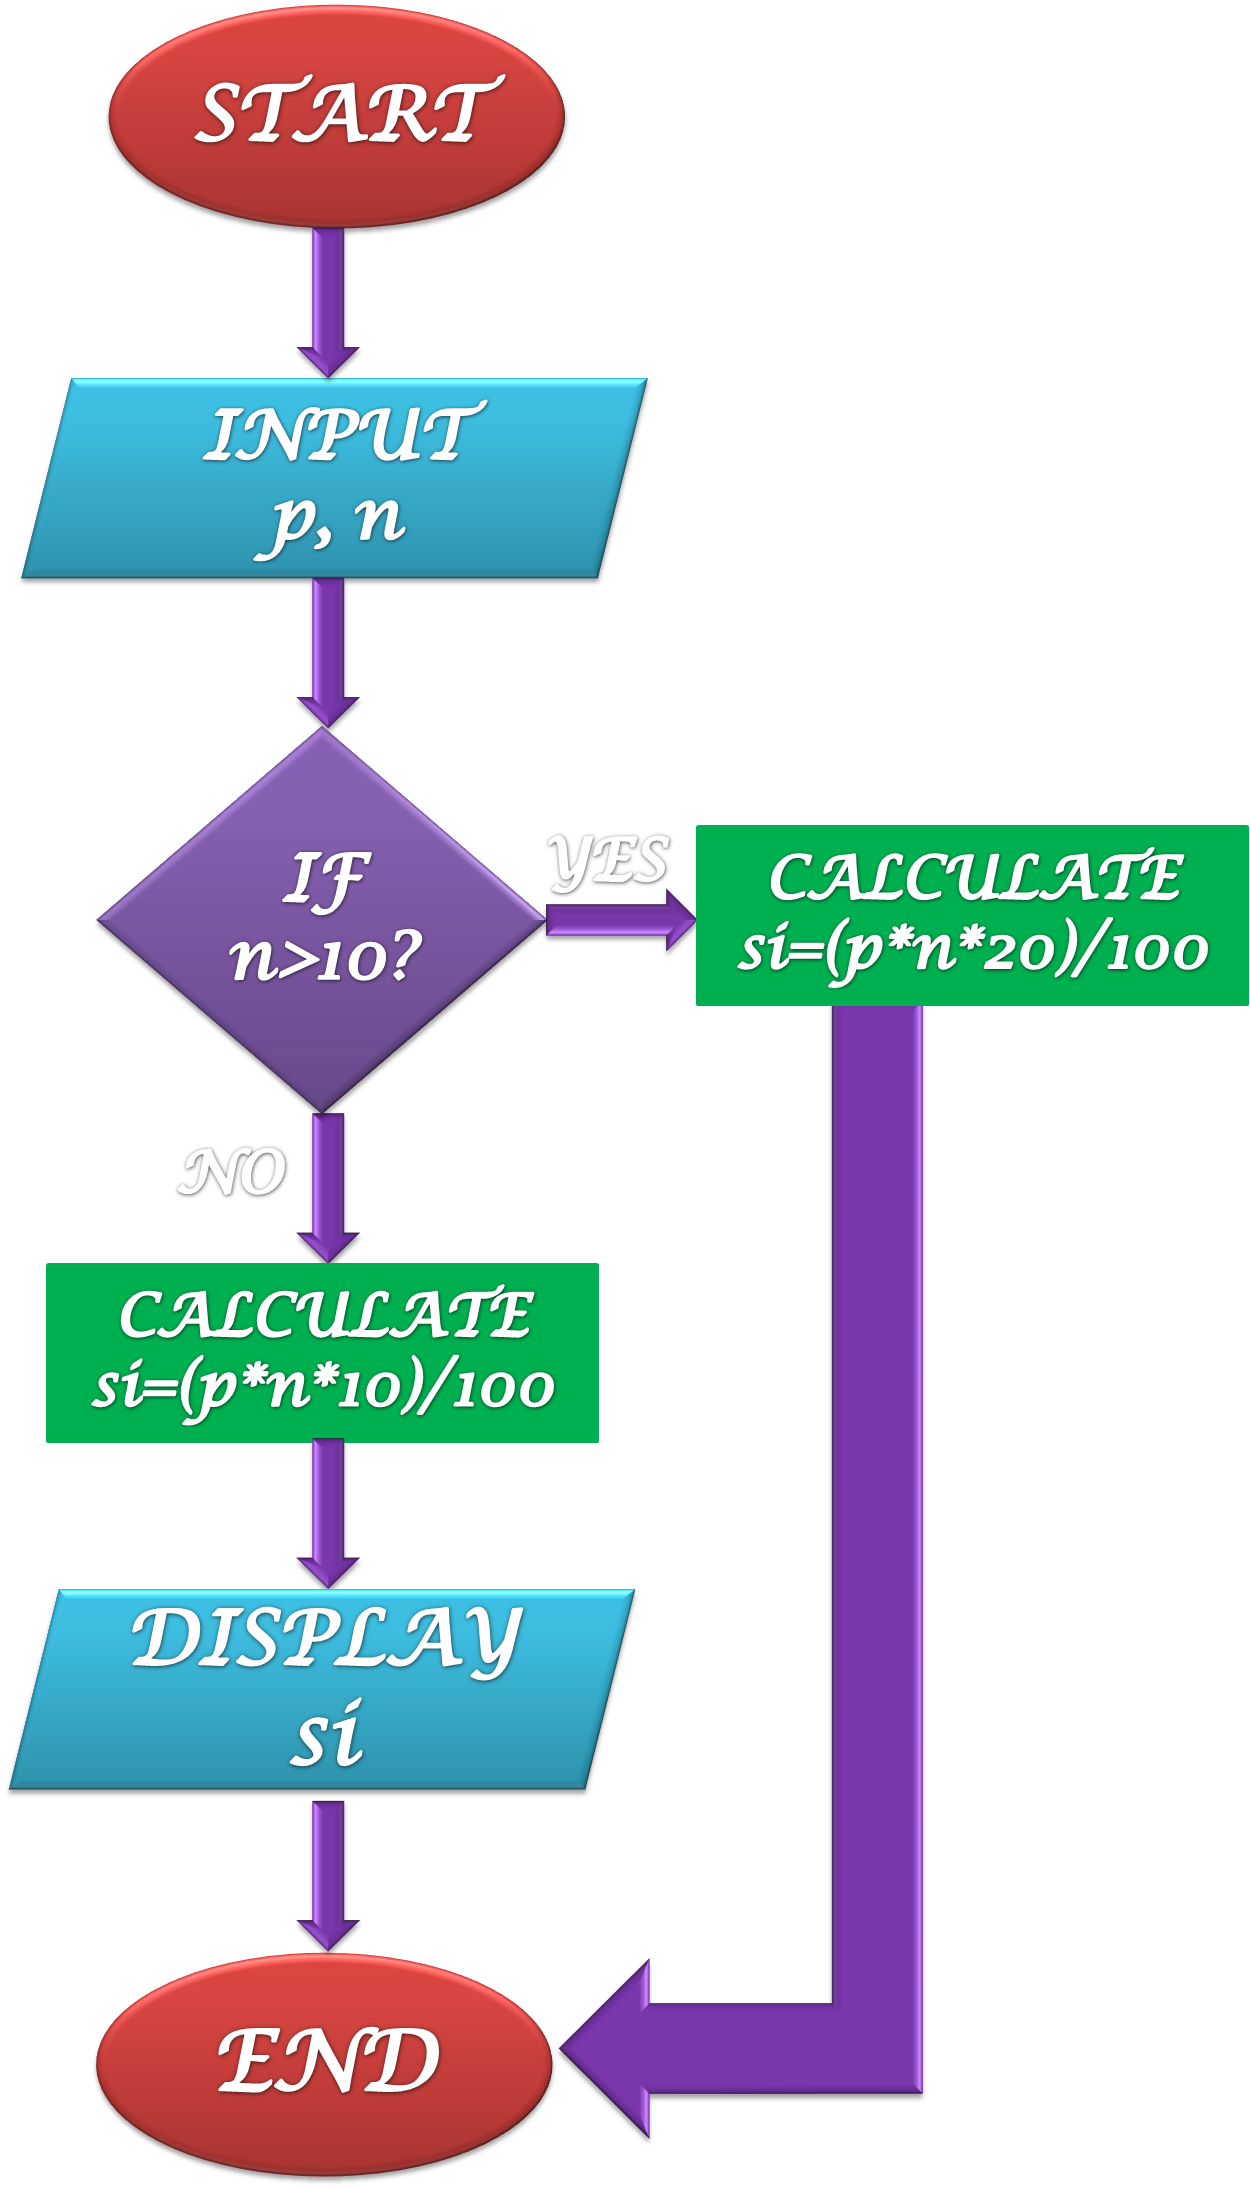 START
INPUT
p, n
IF
n>10?
YES
CALCULATE
si=(p*n*20)/100
NO
CALCULATE
si=(p*n*10)/100
DISPLAY
si
END